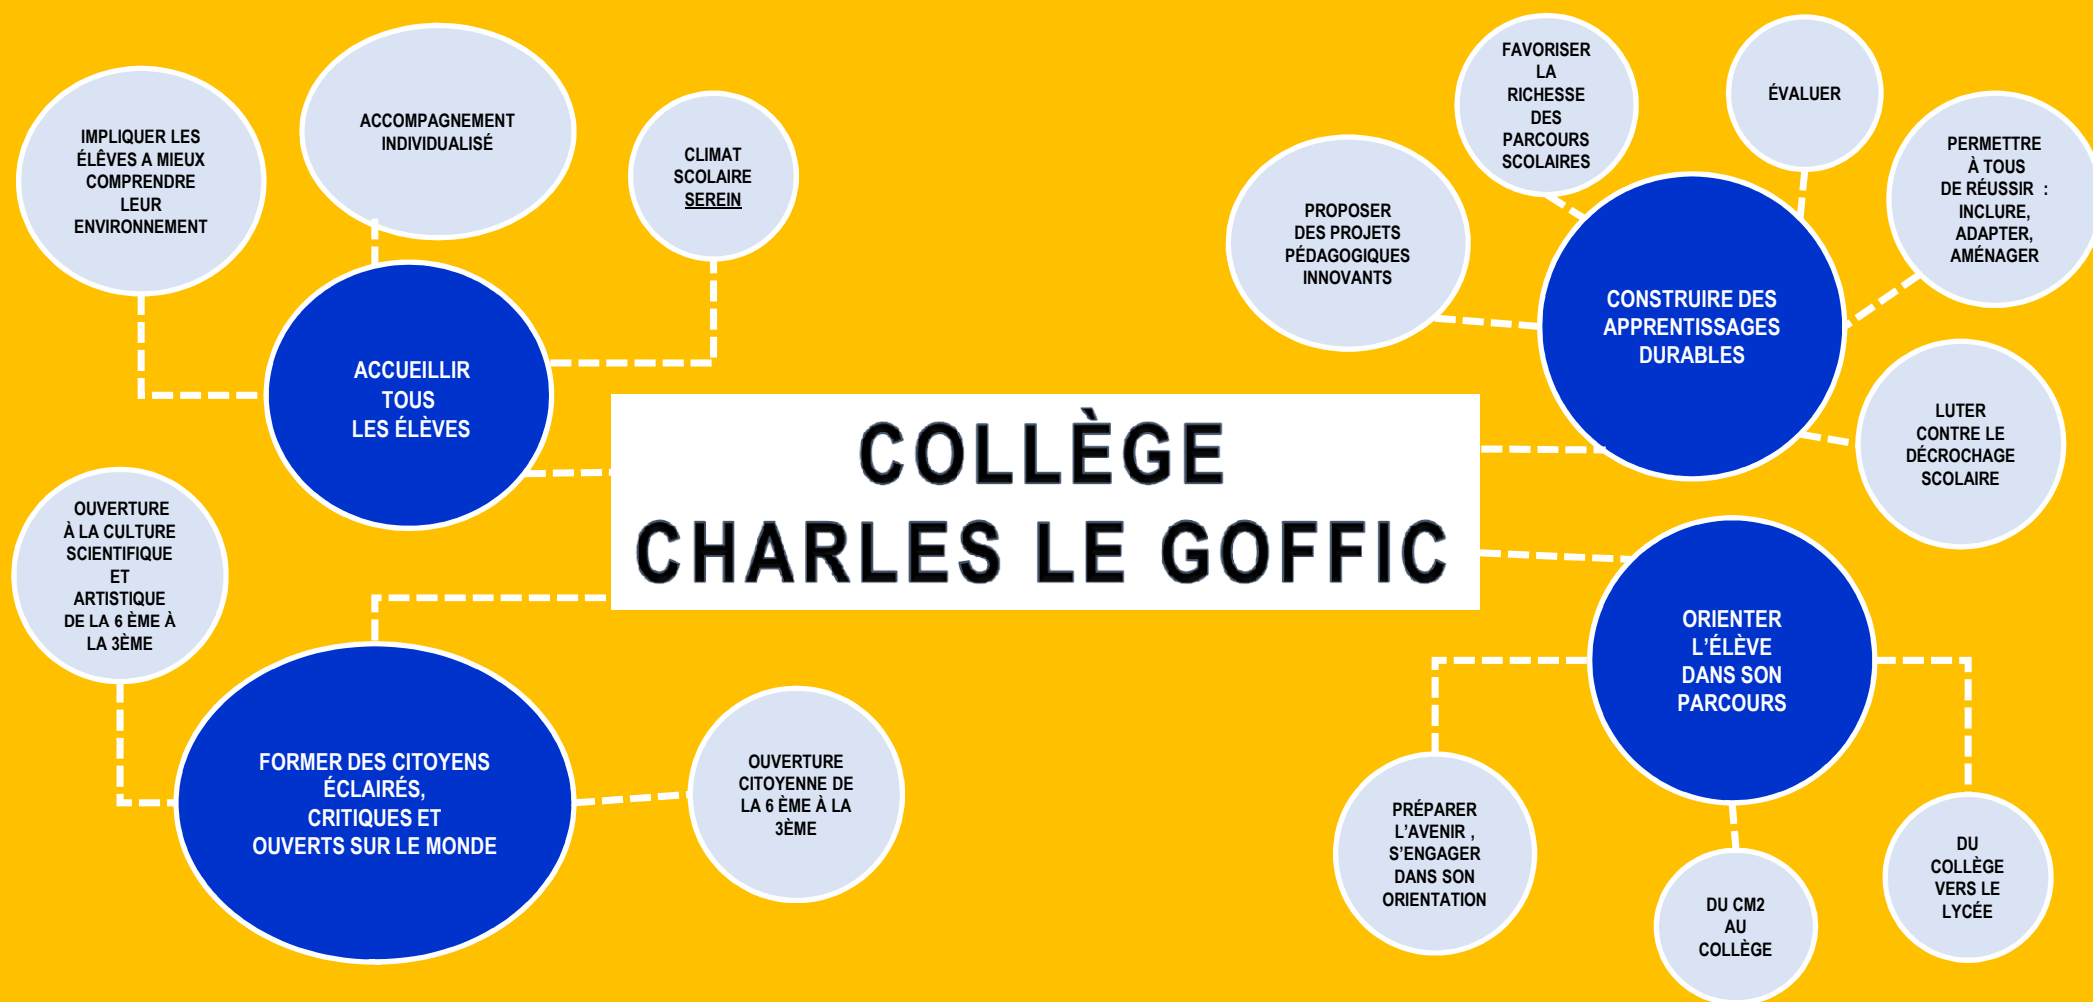 IMPLIQUER LES
ÉLÊVES A MIEUX
COMPRENDRE
LEUR
ENVIRONNEMENT
ACCOMPAGNEMENT
INDIVIDUALISÉ
CLIMAT
SCOLAIRE
SEREIN
ACCUEILLIR
TOUS
LES ÉLÈVES
FAVORISER
LA
RICHESSE
DES
PARCOURS
SCOLAIRES
ÉVALUER
PERMETTRE
À TOUS
DE RÉUSSIR :
INCLURE,
ADAPTER,
AMÉNAGER
PROPOSER
DES PROJETS
PÉDAGOGIQUES
INNOVANTS
CONSTRUIRE DES
APPRENTISSAGES
DURABLES
LUTER
CONTRE LE
DÉCROCHAGE
SCOLAIRE
COLLÈGE
CHARLES LE GOFFIC
OUVERTURE
À LA CULTURE
SCIENTIFIQUE
ET
ARTISTIQUE
DE LA 6 ÈME À
LA 3ÈME
FORMER DES CITOYENS
ÉCLAIRÉS,
CRITIQUES ET
OUVERTS SUR LE MONDE
OUVERTURE
CITOYENNE DE
LA 6 ÈME À LA
3ÈME
ORIENTER
L’ÉLÈVE
DANS SON
PARCOURS
PRÉPARER
L’AVENIR ,
S’ENGAGER
DANS SON
ORIENTATION
DU CM2
AU
COLLÈGE
DU
COLLÈGE
VERS LE
LYCÉE